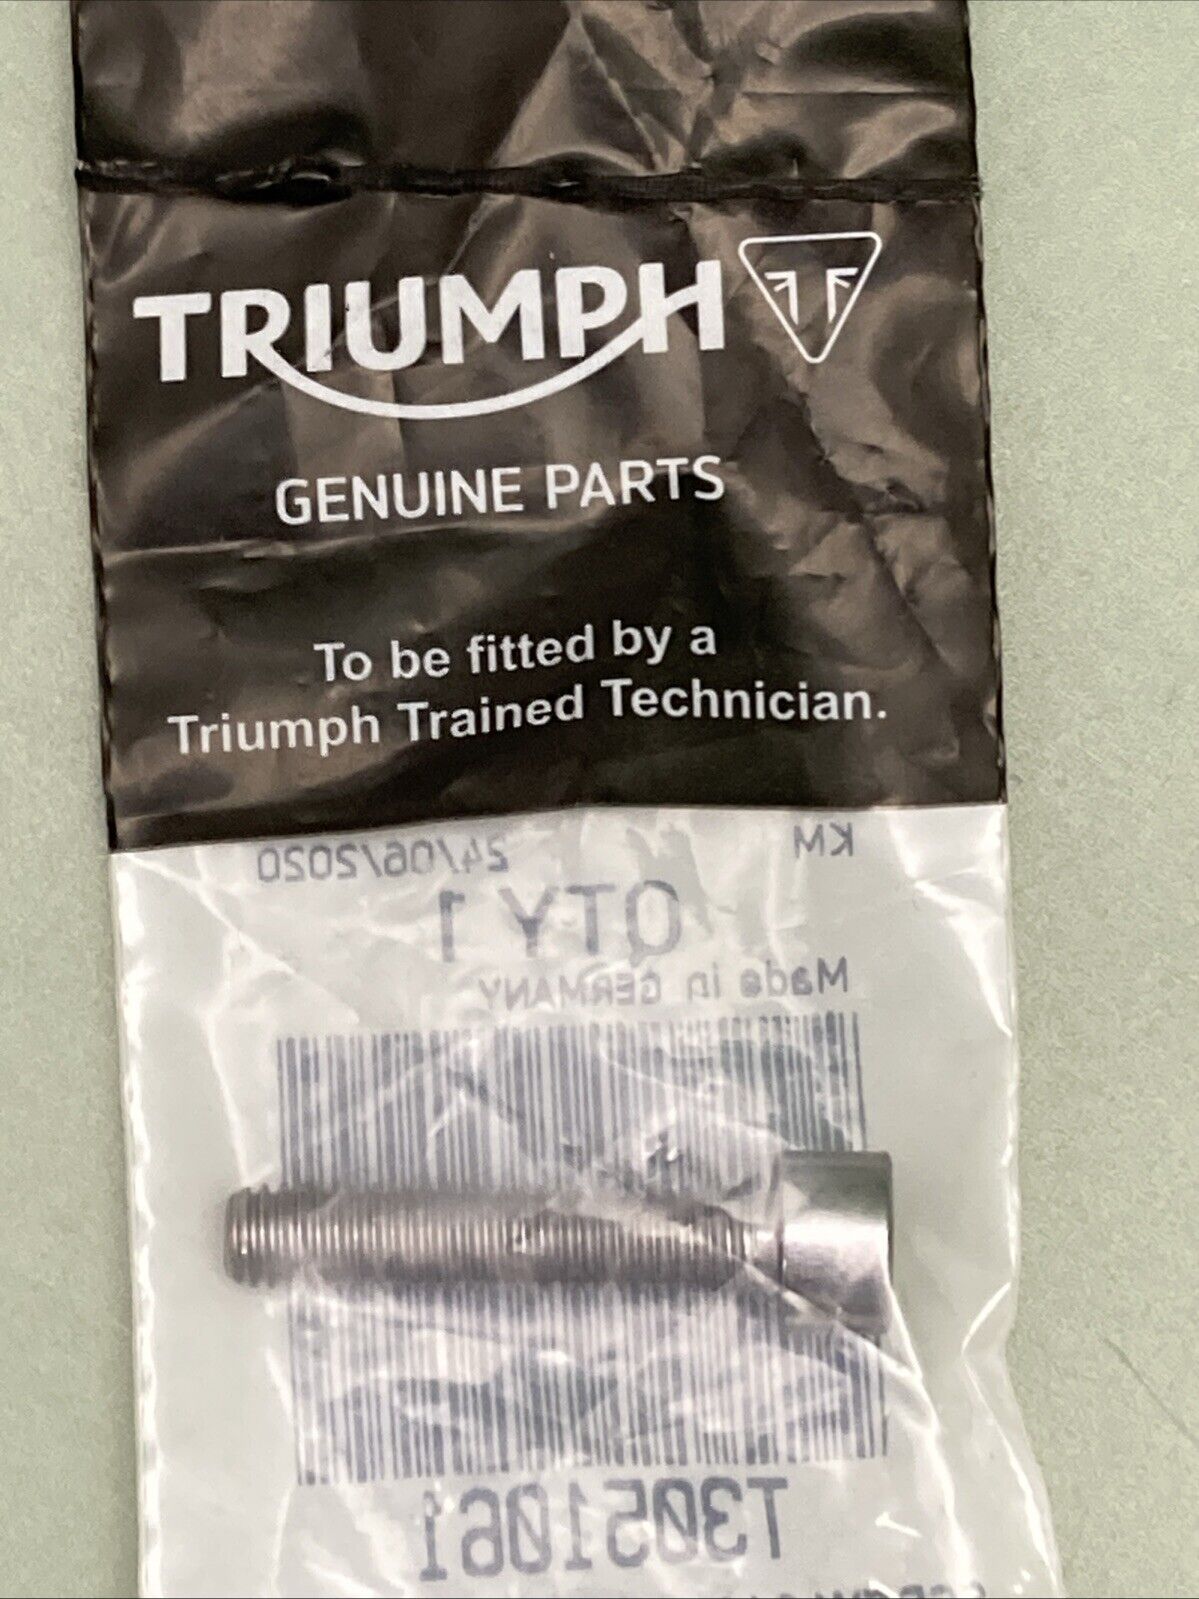 TRIUMPH
GENUINE PARTS
To be fitted by a
Triumph Trained Technician.
KM 24/06/2020
QTY 1
Made in GERMANY
T3051061